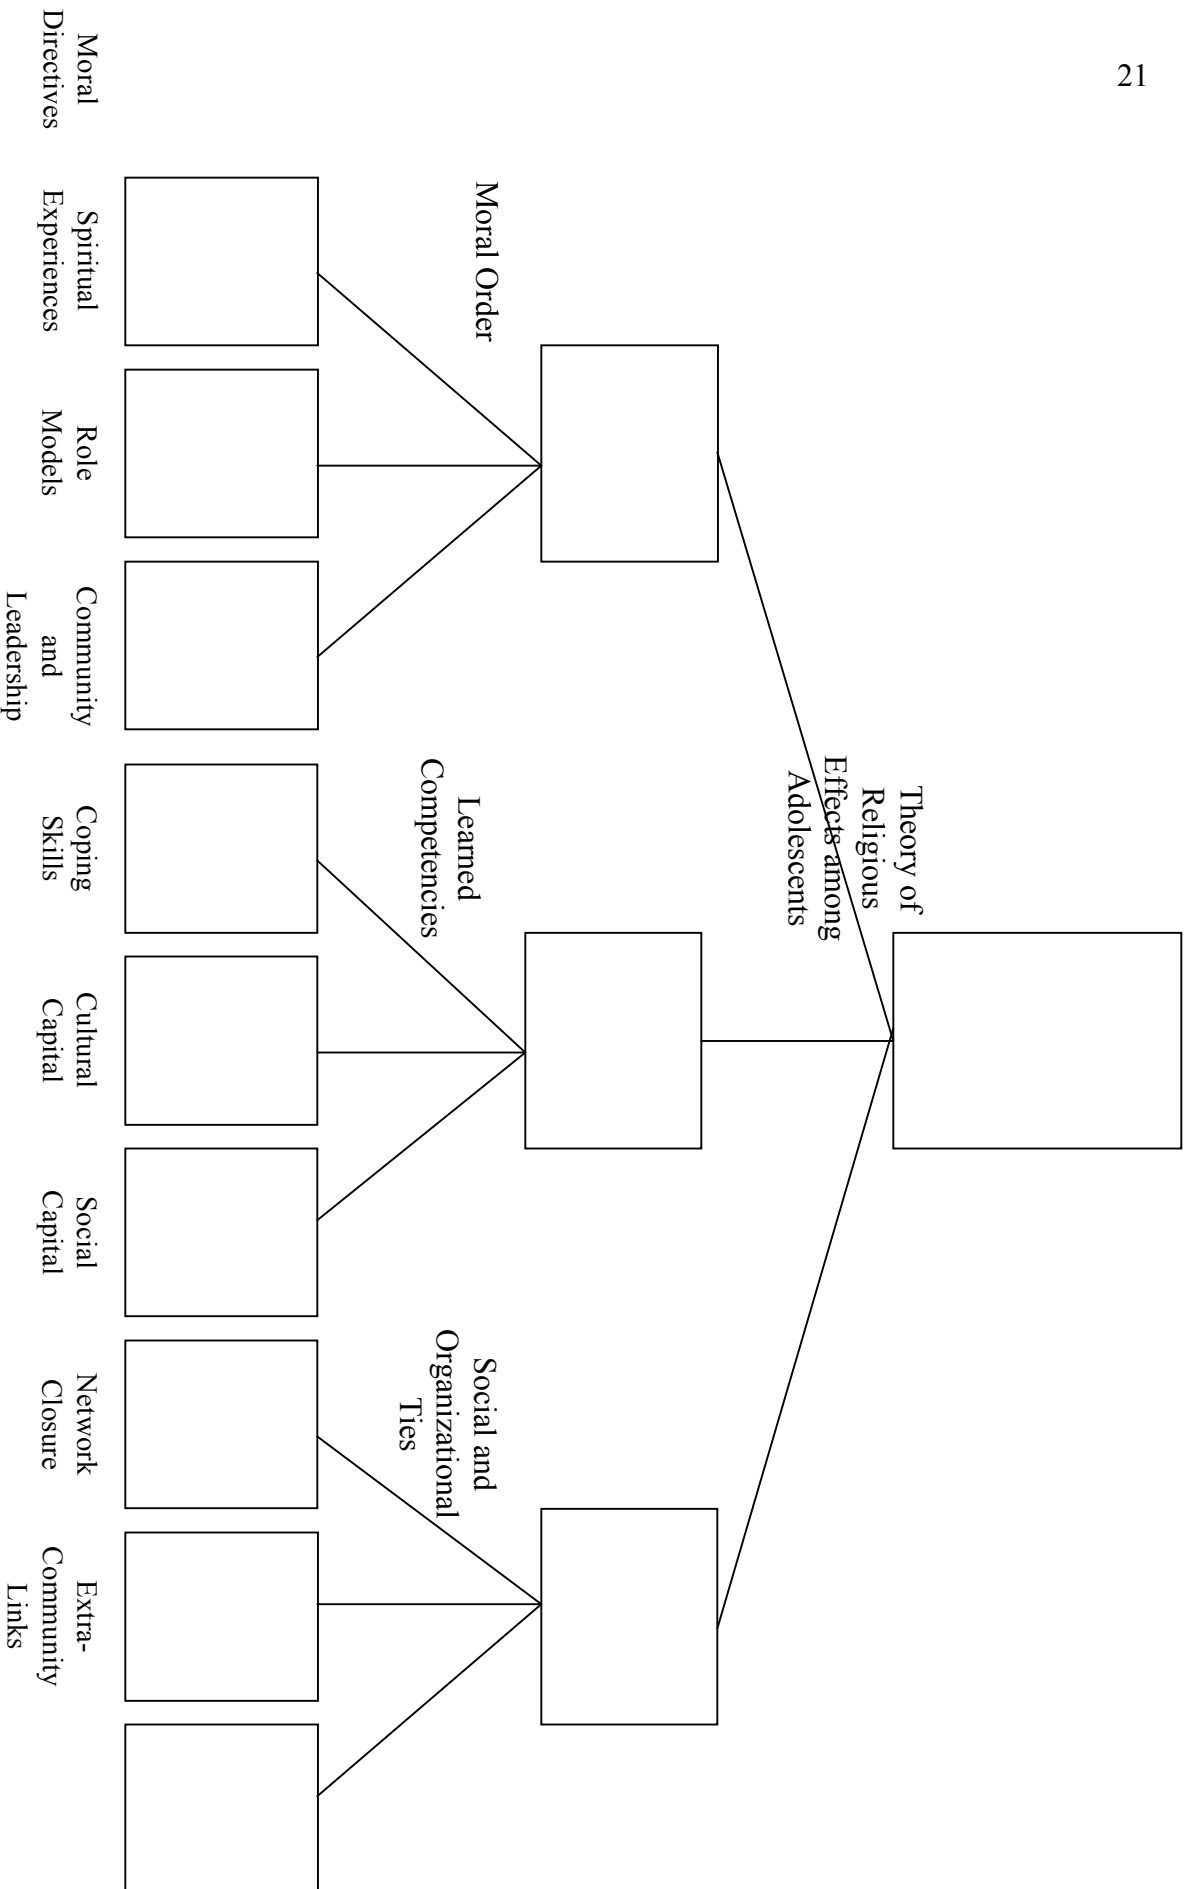 21
Theory of
Religious
Effects among
Adolescents
Moral Order
Learned
Competencies
Social and
Organizational
Ties
Moral
Directives
Spiritual
Experiences
Role
Models
Community
and
Leadership
Coping
Skills
Cultural
Capital
Social
Capital
Network
Closure
Extra-
Community
Links